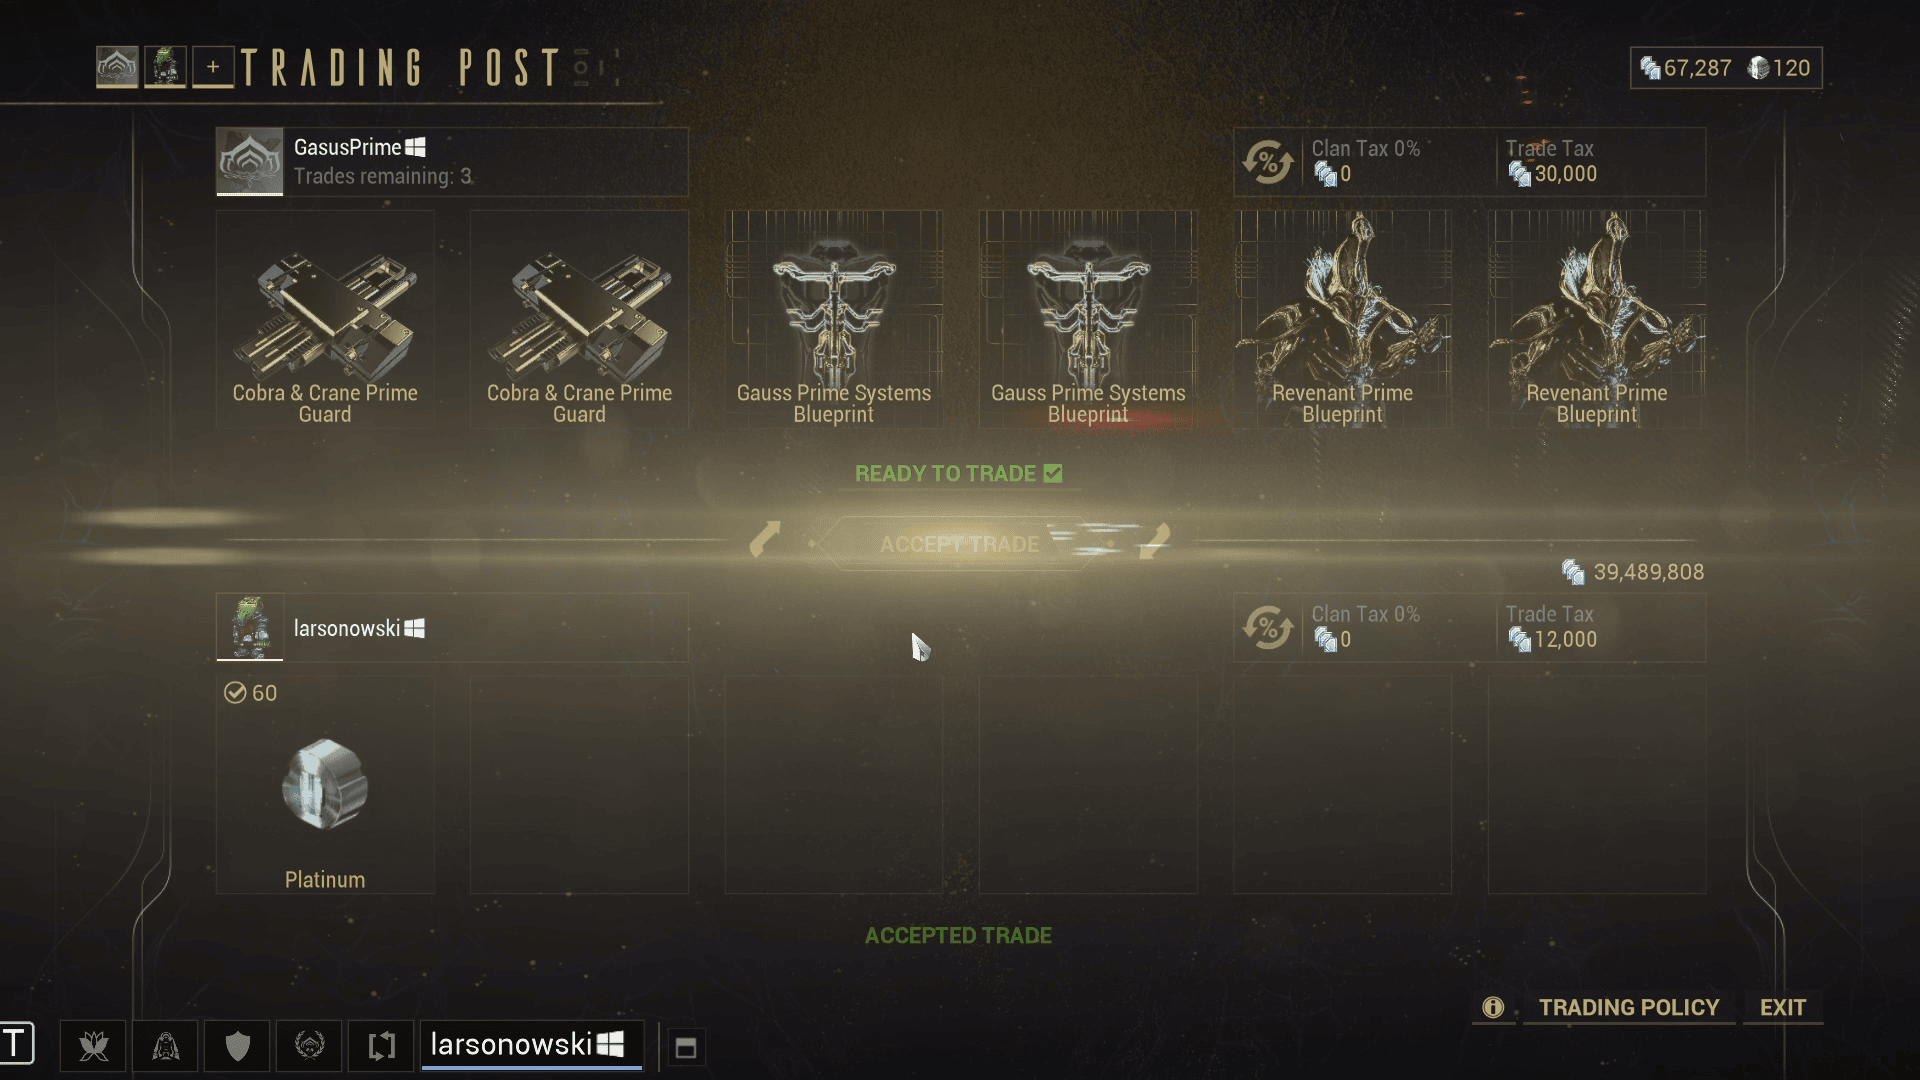 TRADING POST
67,287 120
GasusPrime
Trades remaining: 3
Clan Tax 0%
0
Trade Tax
30,000
Cobra & Crane Prime
Guard
Cobra & Crane Prime
Guard
Gauss Prime Systems
Blueprint
Gauss Prime Systems
Blueprint
Revenant Prime
Blueprint
Revenant Prime
Blueprint
READY TO TRADE
ACCEPT TRADE
39,489,808
larsonowski
Clan Tax 0%
0
Trade Tax
12,000
60
Platinum
ACCEPTED TRADE
TRADING POLICY
EXIT
T
larsonowski